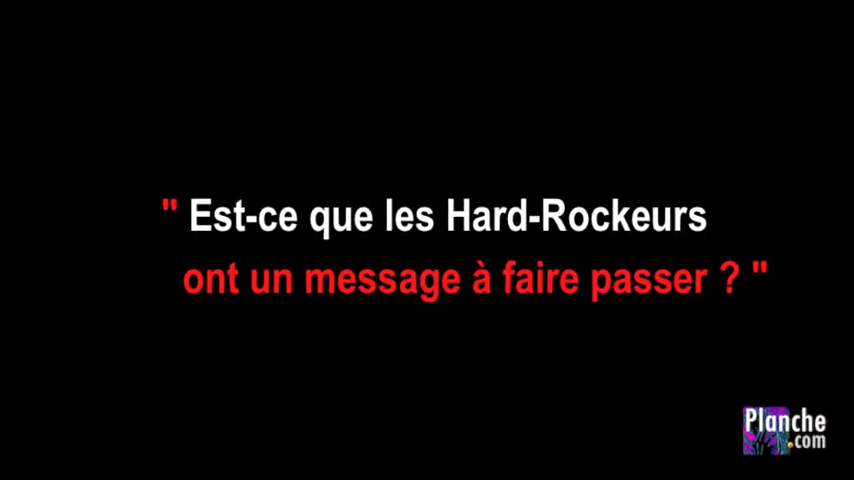 " Est-ce que les Hard-Rockeurs
ont un message à faire passer ? "
Planche
.com